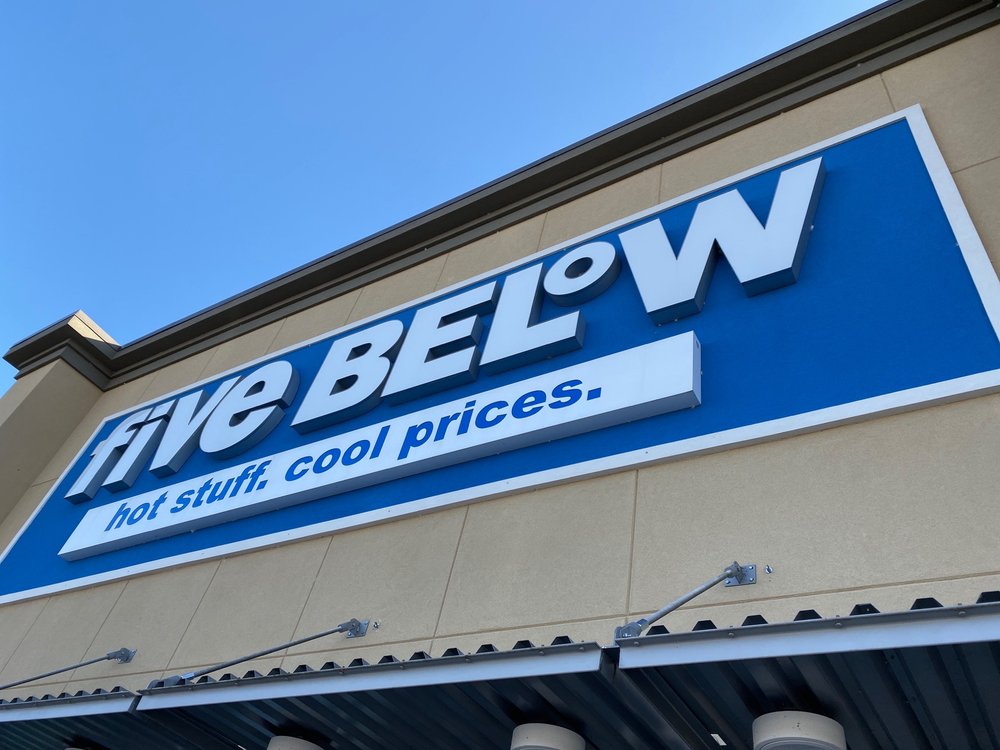 fiVe BELoW
hot stuff. cool prices.